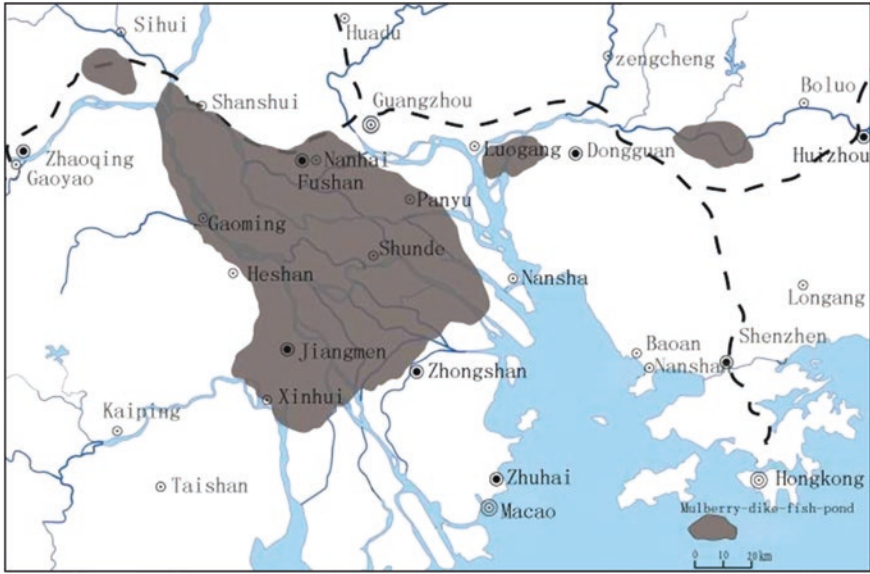 Sihui
Huadu
zengcheng
Boluo
Shanshui
Guangzhou
Zhaoqing
Gaoyao
Nanhai
Fushan
Luogang
Dongguan
Huizhou
Panyu
Gaoming
Shunde
Heshan
Nansha
Longang
Jiangmen
Baoan
Shenzhen
Nanshan
Zhongshan
Xinhui
Kaiping
Taishan
Zhuhai
Hongkong
Macao
Mulberry-dike-fish-pond
0 10 20km